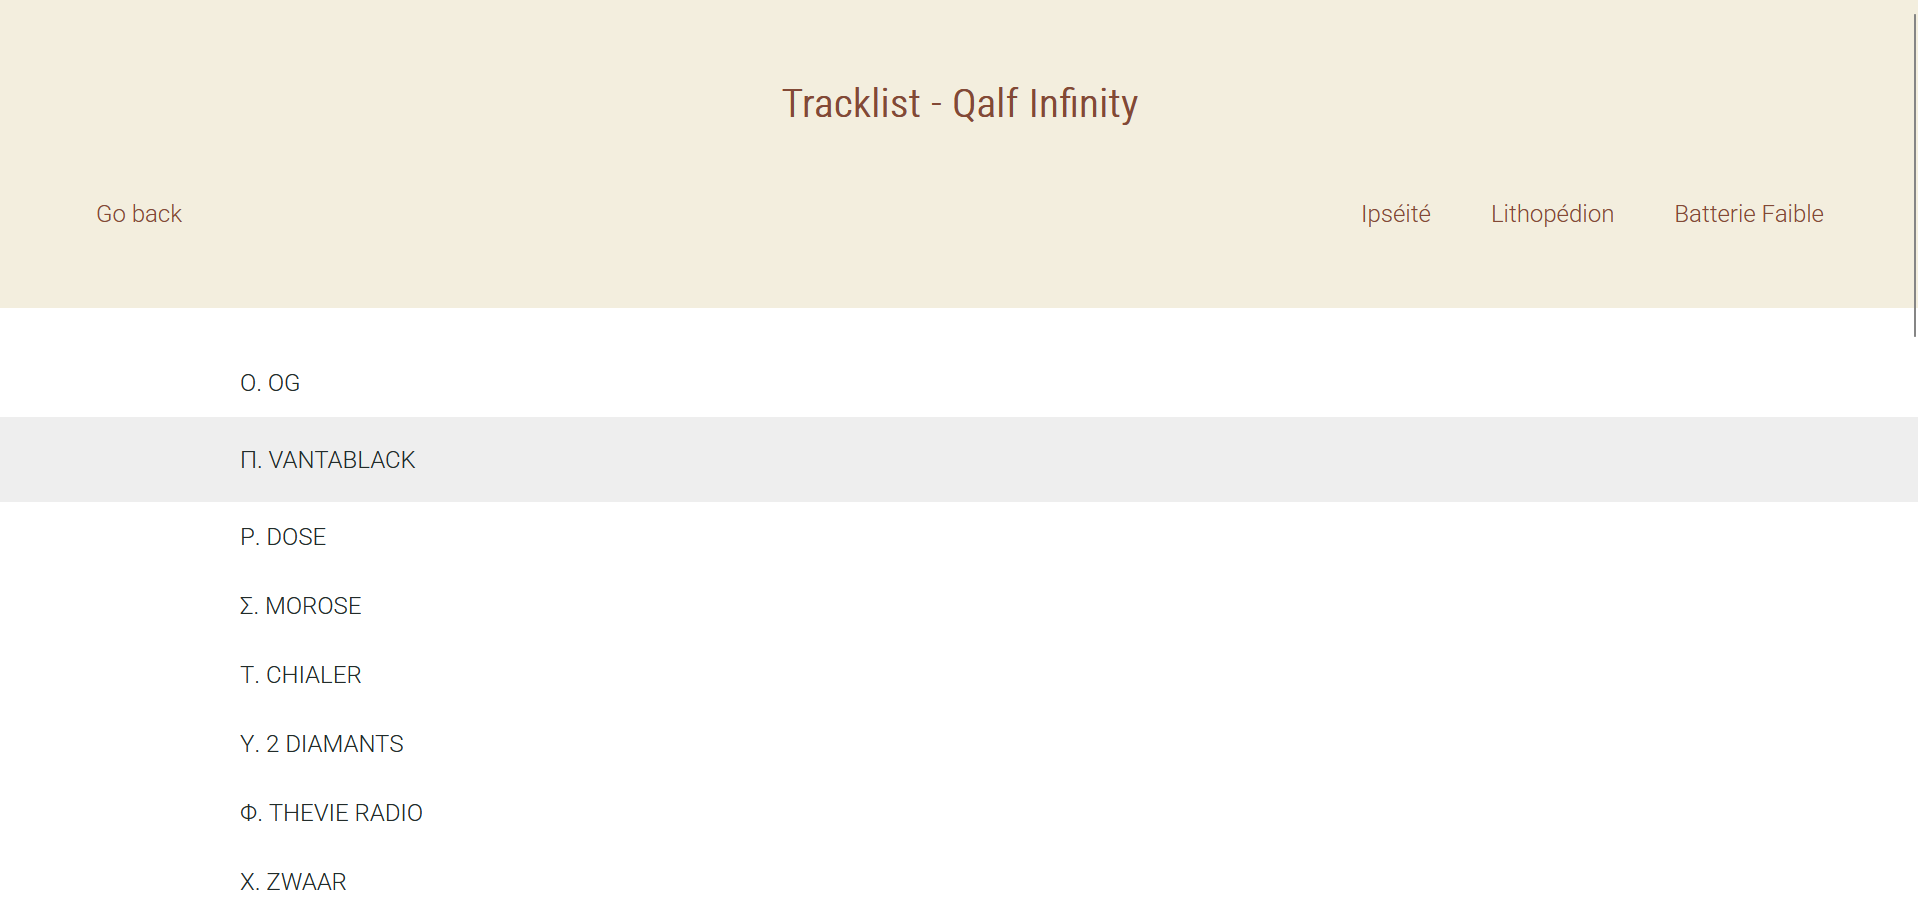 Tracklist - Qalf Infinity
Go back
Ipséité
Lithopédion
Batterie Faible
Ο. OG
Π. VANTABLACK
Ρ. DOSE
Σ. MOROSE
Τ. CHIALER
Υ. 2 DIAMANTS
Φ. THEVIE RADIO
Χ. ZWAAR